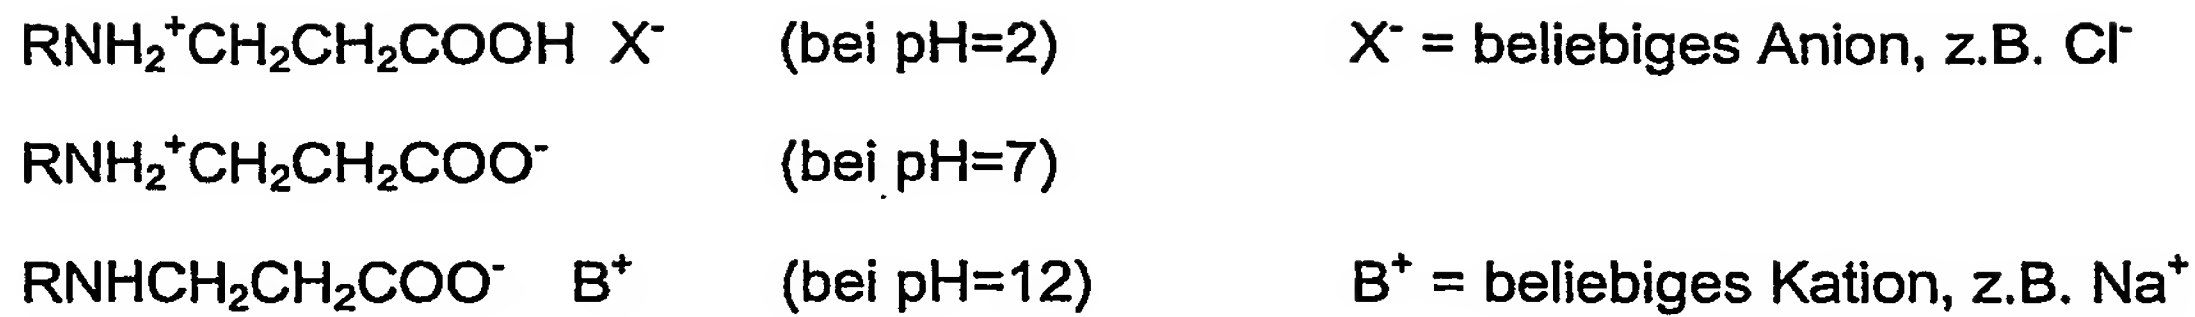 RNH₂⁺CH₂CH₂COOH X⁻ (bei pH=2) X⁻ = beliebiges Anion, z.B. Cl⁻
RNH₂⁺CH₂CH₂COO⁻ (bei pH=7)
RNHCH₂CH₂COO⁻ B⁺ (bei pH=12) B⁺ = beliebiges Kation, z.B. Na⁺